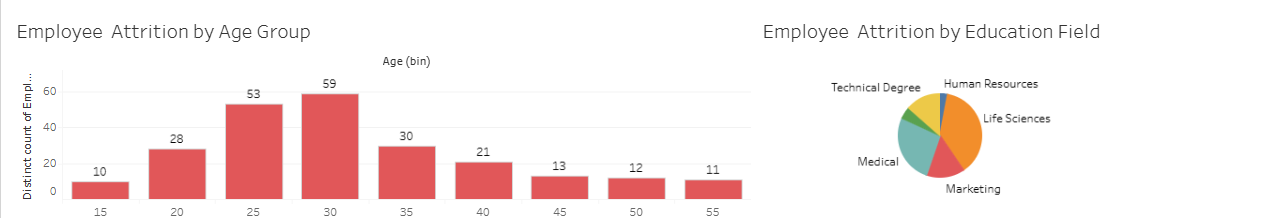 Employee  Attrition by Age Group
Age (bin)
Distinct count of Empl...
60
40
20
0
10
28
53
59
30
21
13
12
11
15
20
25
30
35
40
45
50
55
Employee  Attrition by Education Field
Technical Degree
Human Resources
Life Sciences
Medical
Marketing